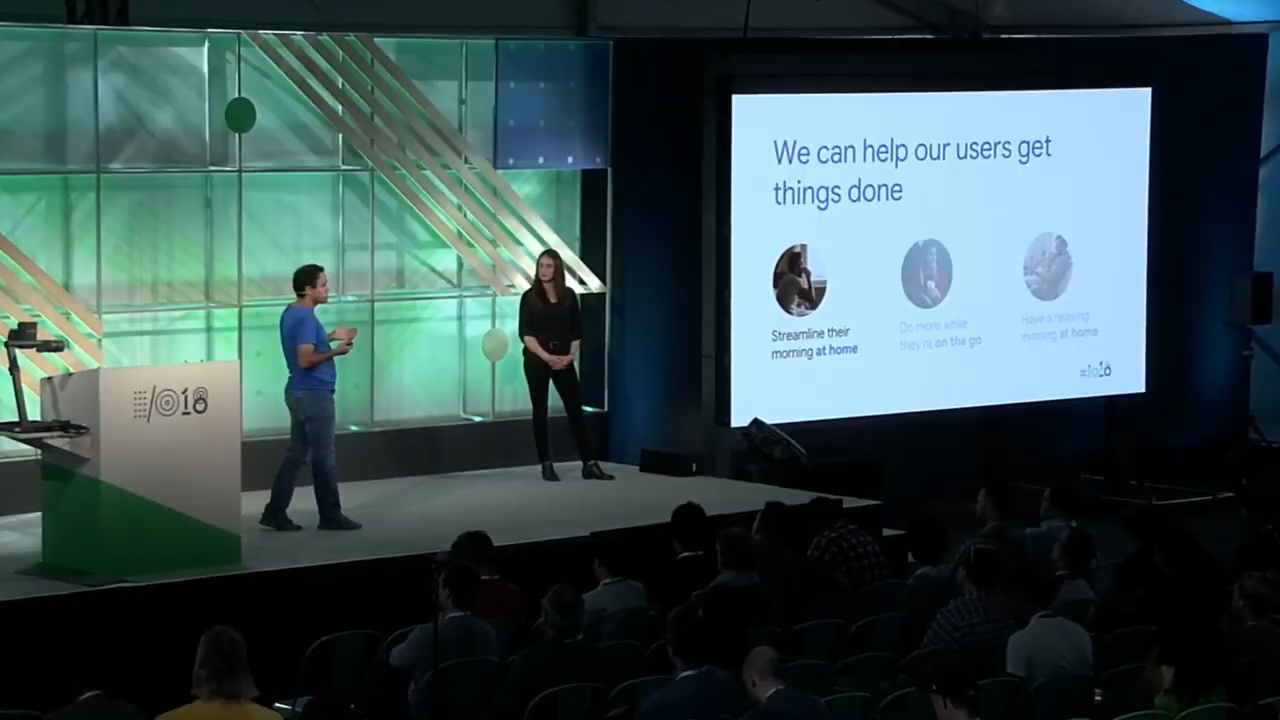 We can help our users get
things done
Streamline their
morning at home
Do more while
they're on the go
Have a relaxing
evening at home
#io18
I/O18